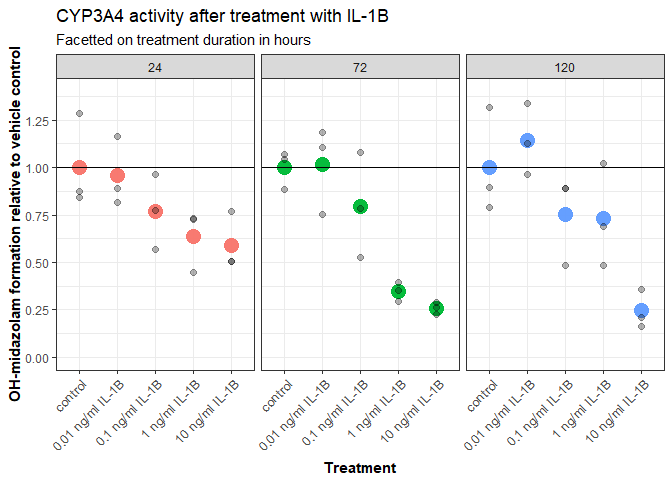 CYP3A4 activity after treatment with IL-1B
Facetted on treatment duration in hours
24
72
120
OH-midazolam formation relative to vehicle control
1.25
1.00
0.75
0.50
0.25
0.00
control
0.01 ng/ml IL-1B
0.1 ng/ml IL-1B
1 ng/ml IL-1B
10 ng/ml IL-1B
control
0.01 ng/ml IL-1B
0.1 ng/ml IL-1B
1 ng/ml IL-1B
10 ng/ml IL-1B
control
0.01 ng/ml IL-1B
0.1 ng/ml IL-1B
1 ng/ml IL-1B
10 ng/ml IL-1B
Treatment